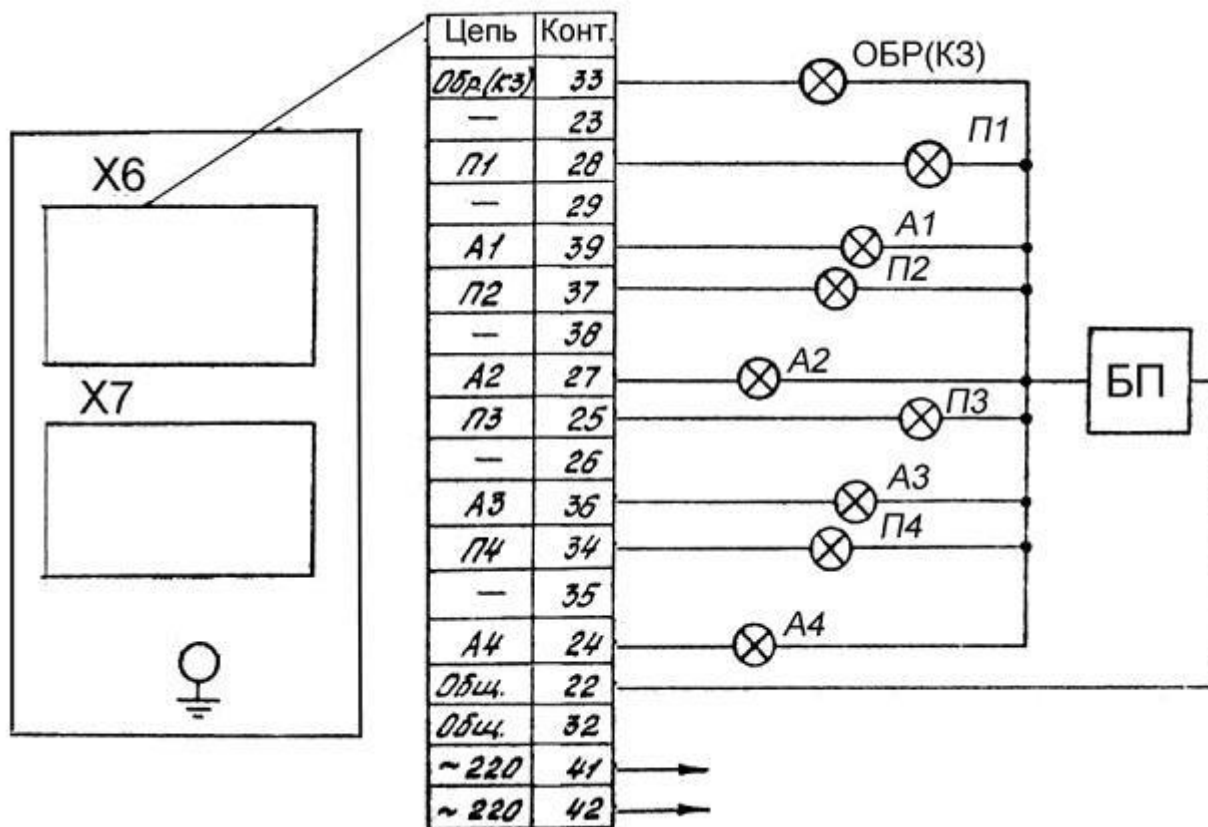 Цепь Конт.
Обр(КЗ) 33
— 23
П1 28
— 29
А1 39
П2 37
— 38
А2 27
П3 25
— 26
А3 36
П4 34
— 35
А4 24
Общ. 22
Общ. 32
~ 220 41
~ 220 42
Х6
Х7
ОБР(КЗ)
П1
А1
П2
А2
П3
А3
П4
А4
БП